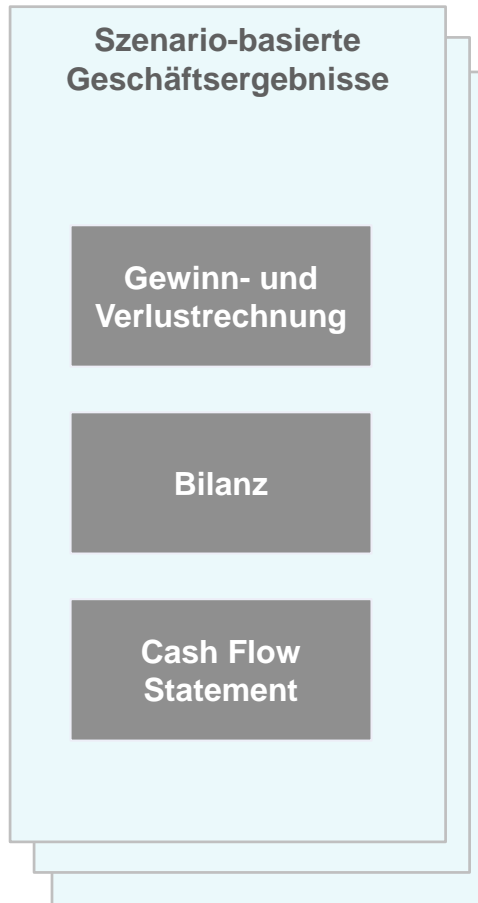 Szenario-basierte
Geschäftsergebnisse
Gewinn- und
Verlustrechnung
Bilanz
Cash Flow
Statement